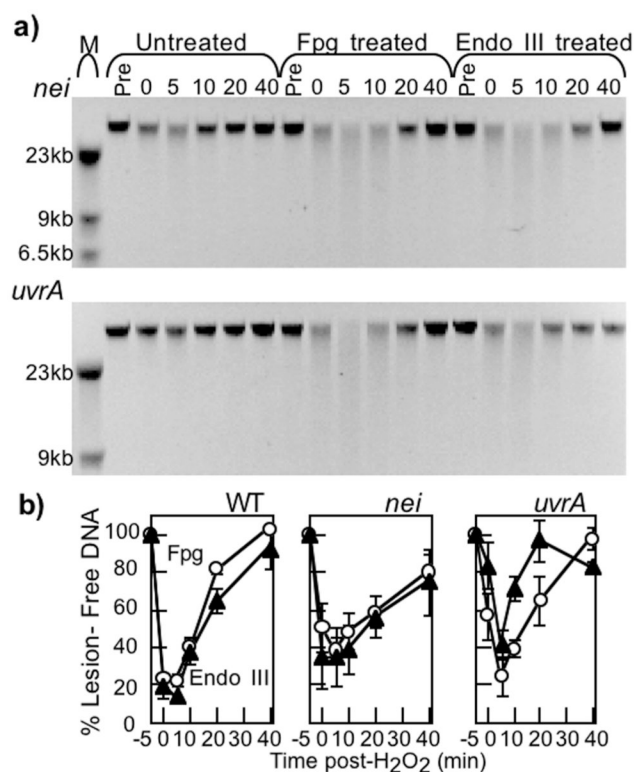 a)
M Untreated Fpg treated Endo III treated
nei Pre 0 5 10 20 40 Pre 0 5 10 20 40 Pre 0 5 10 20 40
23kb
9kb
6.5kb
uvrA
23kb
9kb
b) WT nei uvrA
% Lesion- Free DNA
100
80
60
40
20
0
Fpg
Endo III
-5 0 10 20 30 40 -5 0 10 20 30 40 -5 0 10 20 30 40
Time post-H₂O₂ (min)